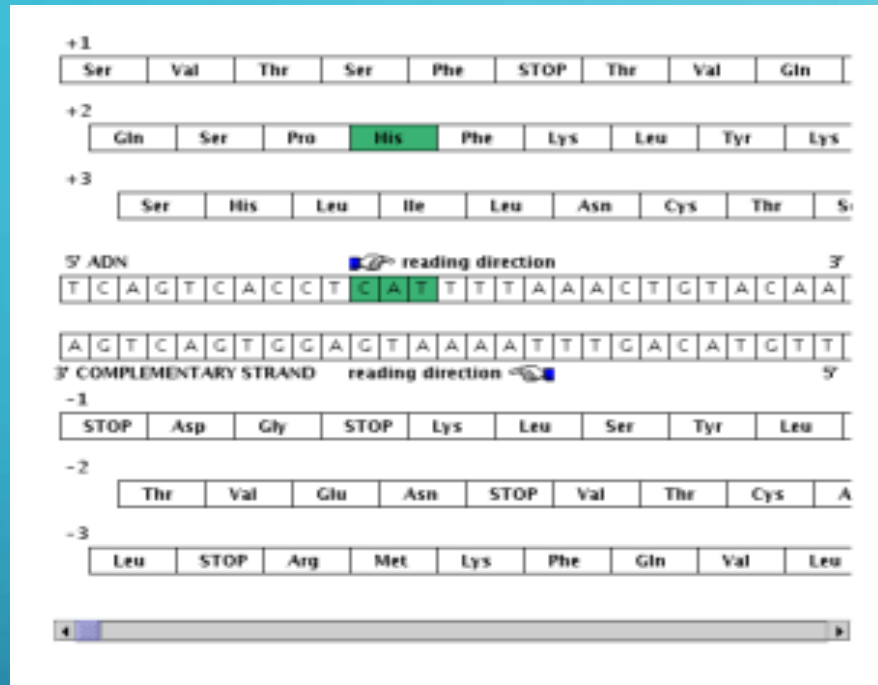 +1
Ser Val Thr Ser Phe STOP Thr Val Gln
+2
Gln Ser Pro His Phe Lys Leu Tyr Lys
+3
Ser His Leu Ile Leu Asn Cys Thr
5' ADN reading direction 3'
T C A G T C A C C T C A T T T T A A A C T G T A C A A
A G T C A G T G G A G T A A A A T T T G A C A T G T T
3' COMPLEMENTARY STRAND reading direction 5'
-1
STOP Asp Gly STOP Lys Leu Ser Tyr Leu
-2
Thr Val Glu Asn STOP Val Thr Cys A
-3
Leu STOP Arg Met Lys Phe Gln Val Leu